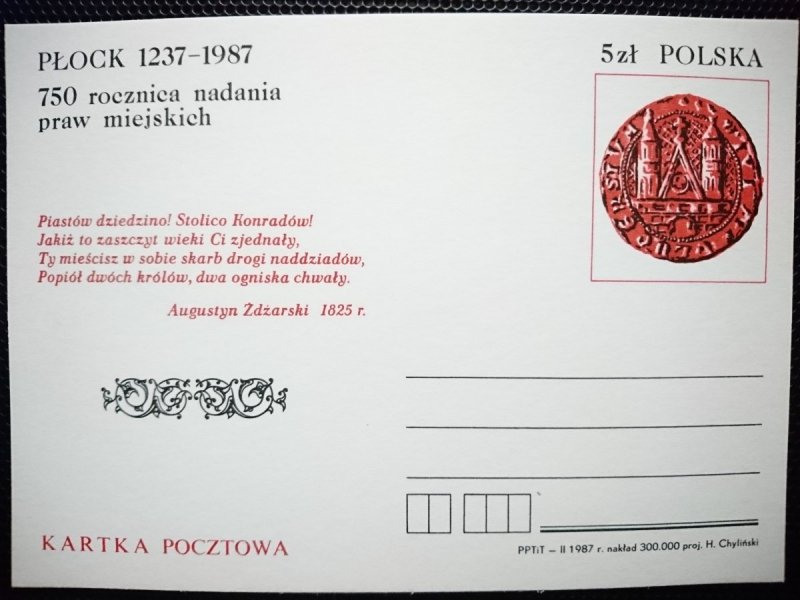 PŁOCK 1237-1987
750 rocznica nadania
praw miejskich
5zł POLSKA
Piastów dziedzino! Stolico Konradów!
Jakiż to zaszczyt wieki Ci zjednały,
Ty mieścisz w sobie skarb drogi naddziadów,
Popiół dwóch królów, dwa ogniska chwały.
Augustyn Żdżarski 1825 r.
KARTKA POCZTOWA
PPTiT — II 1987 r. nakład 300.000 proj. H. Chyliński